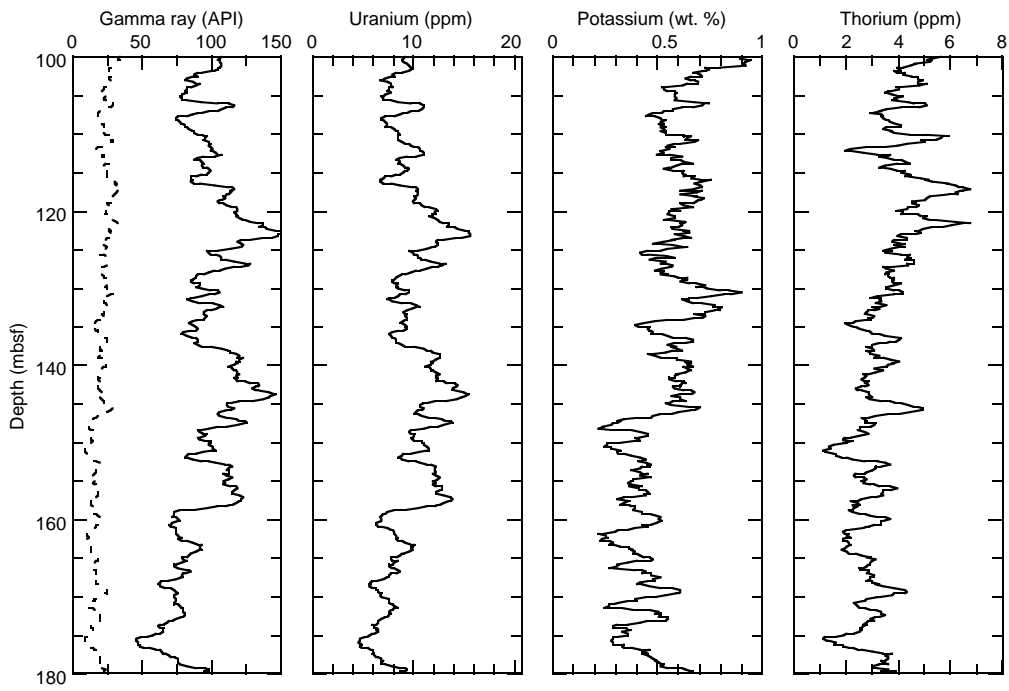 Gamma ray (API) Uranium (ppm) Potassium (wt. %) Thorium (ppm)
0 50 100 150 0 10 20 0 0.5 1 0 2 4 6 8
100
120
140
160
180
Depth (mbsf)